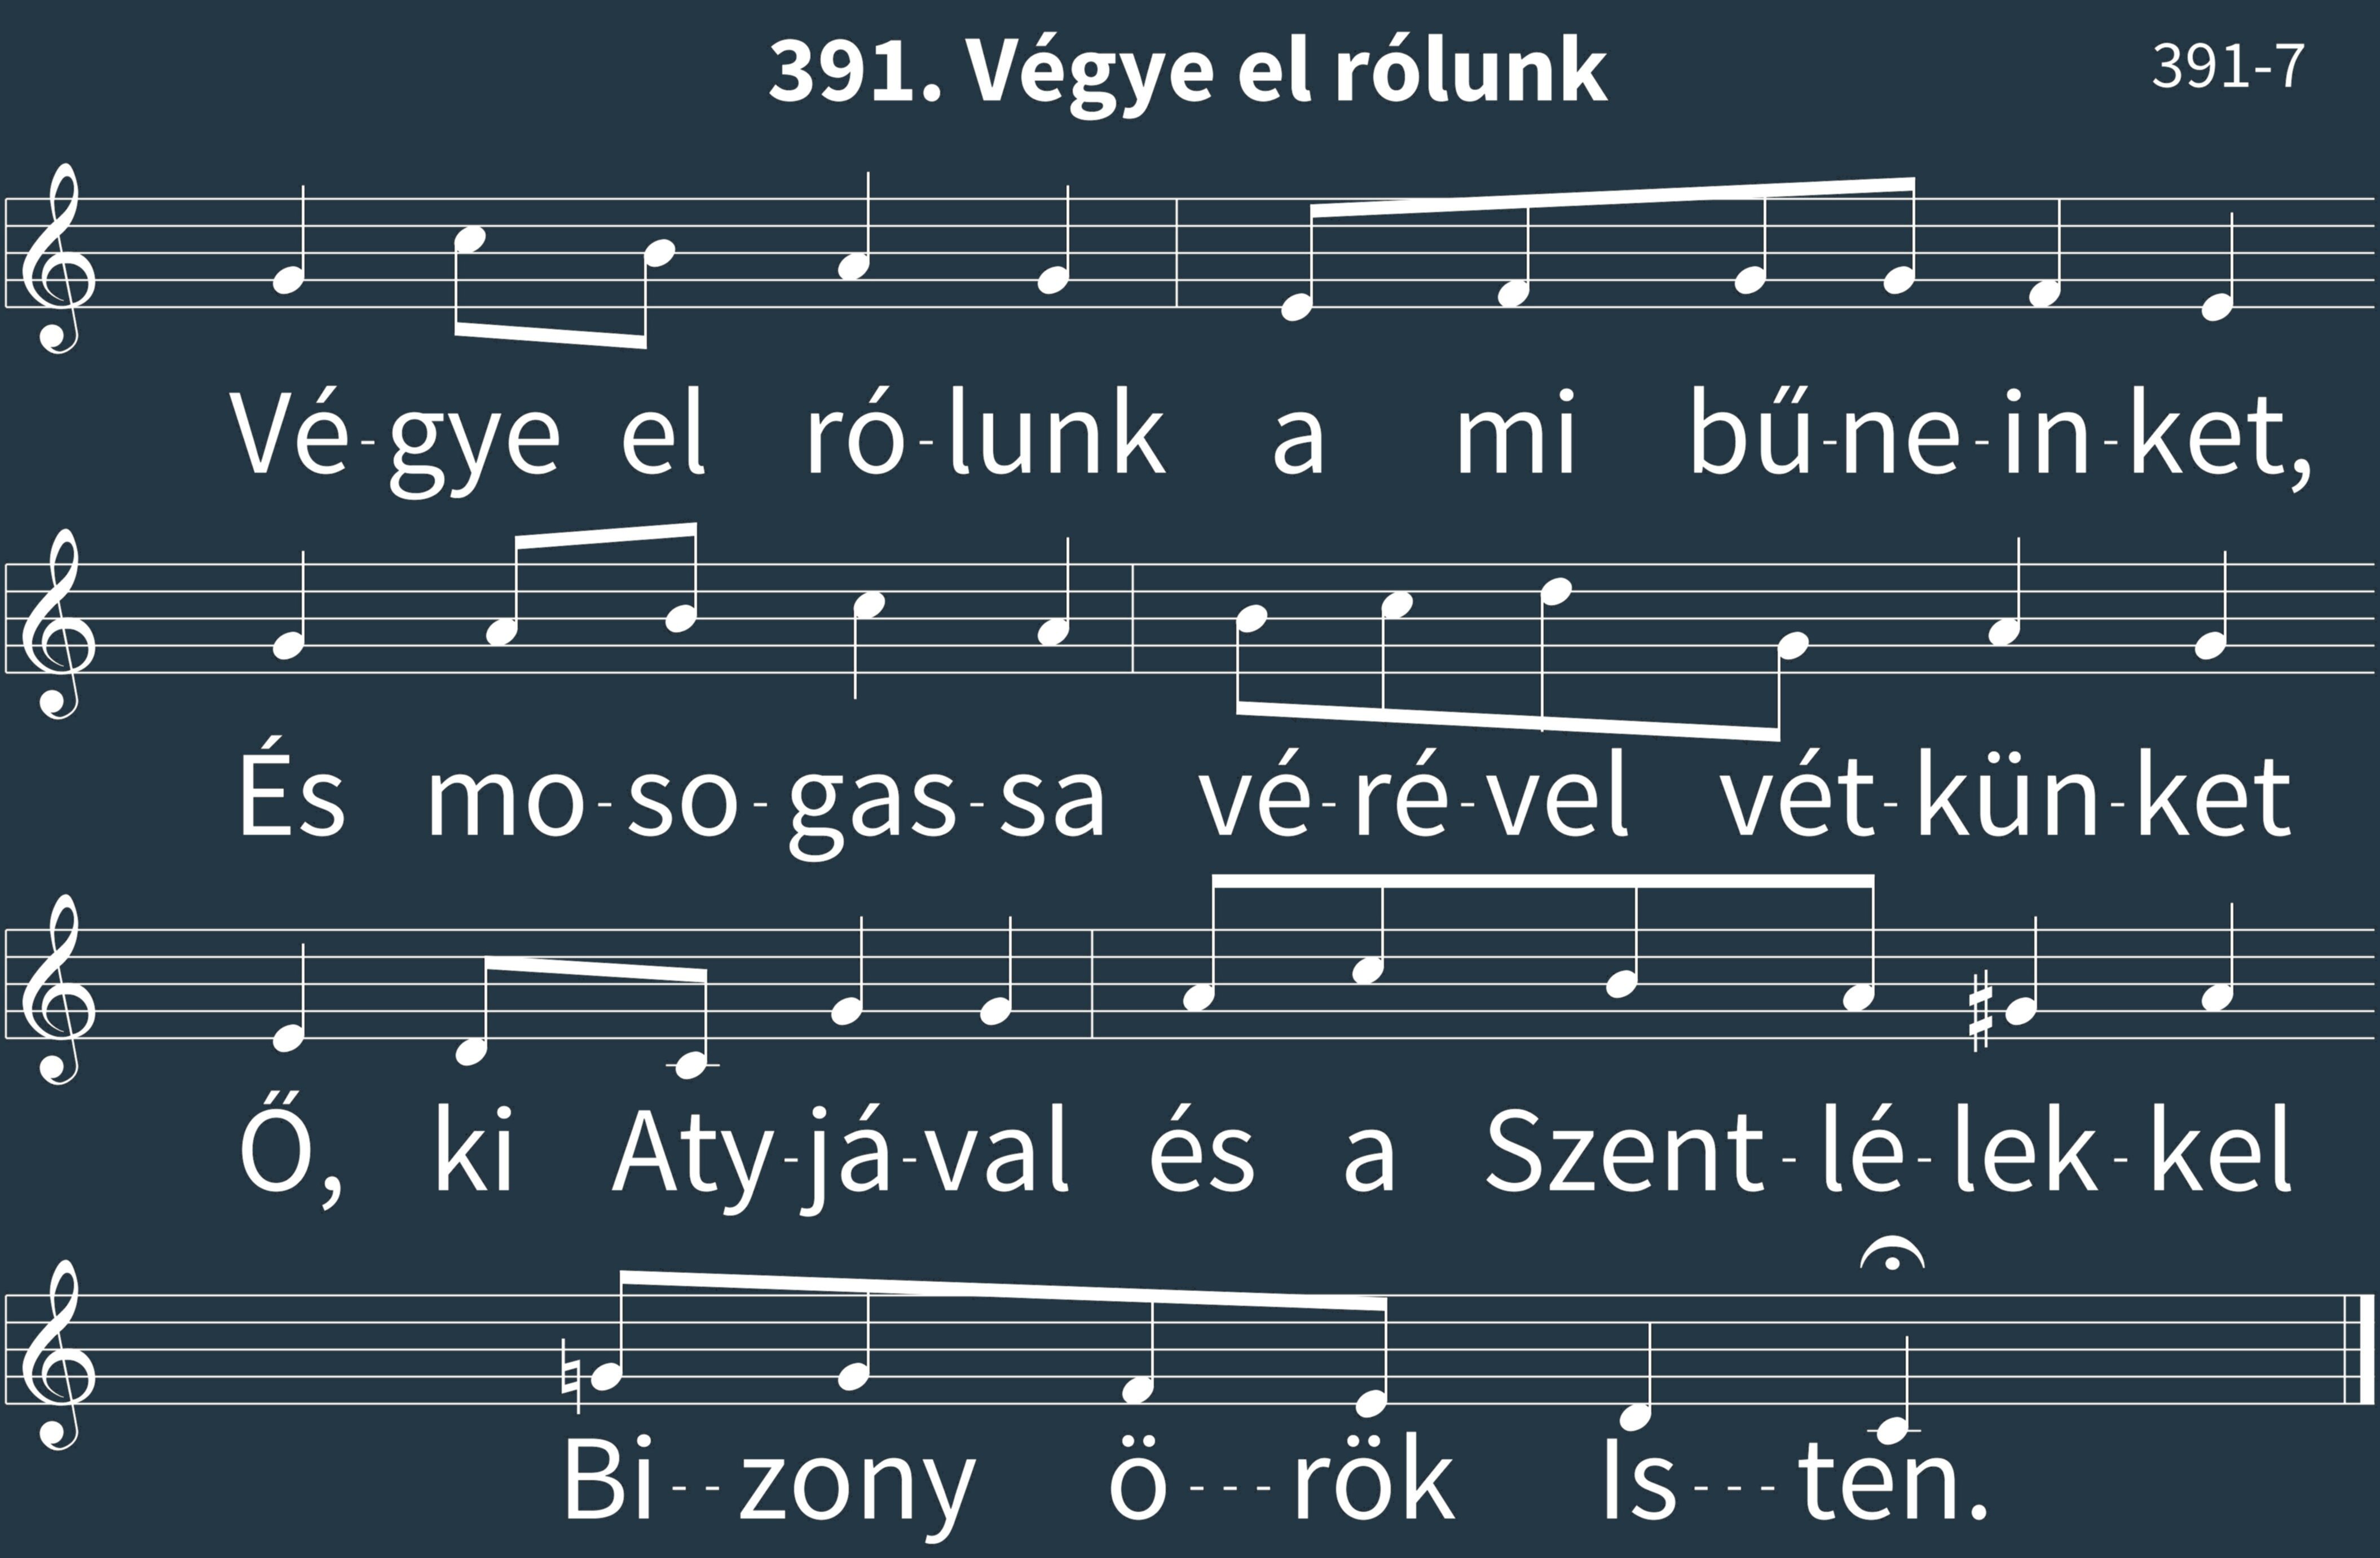 391. Végye el rólunk
391-7
Vé-gye el ró-lunk a mi bű-ne-in-ket,
És mo-so-gas-sa vé-ré-vel vét-kün-ket
Ő, ki Aty-já-val és a Szent-lé-lek-kel
Bi--zony ö---rök Is---ten.